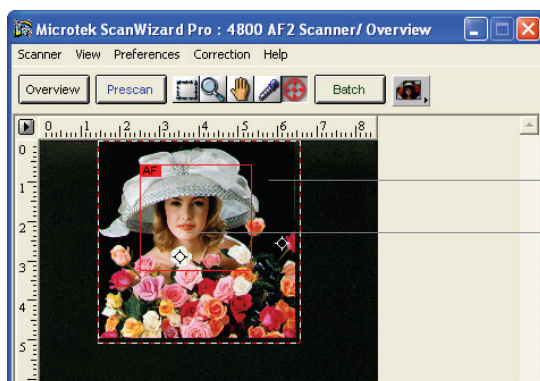 Microtek ScanWizard Pro : 4800 AF2 Scanner/ Overview
Scanner View Preferences Correction Help
Overview Prescan Batch
0 1 2 3 4 5 6 7 8
AF
0
1
2
3
4
5